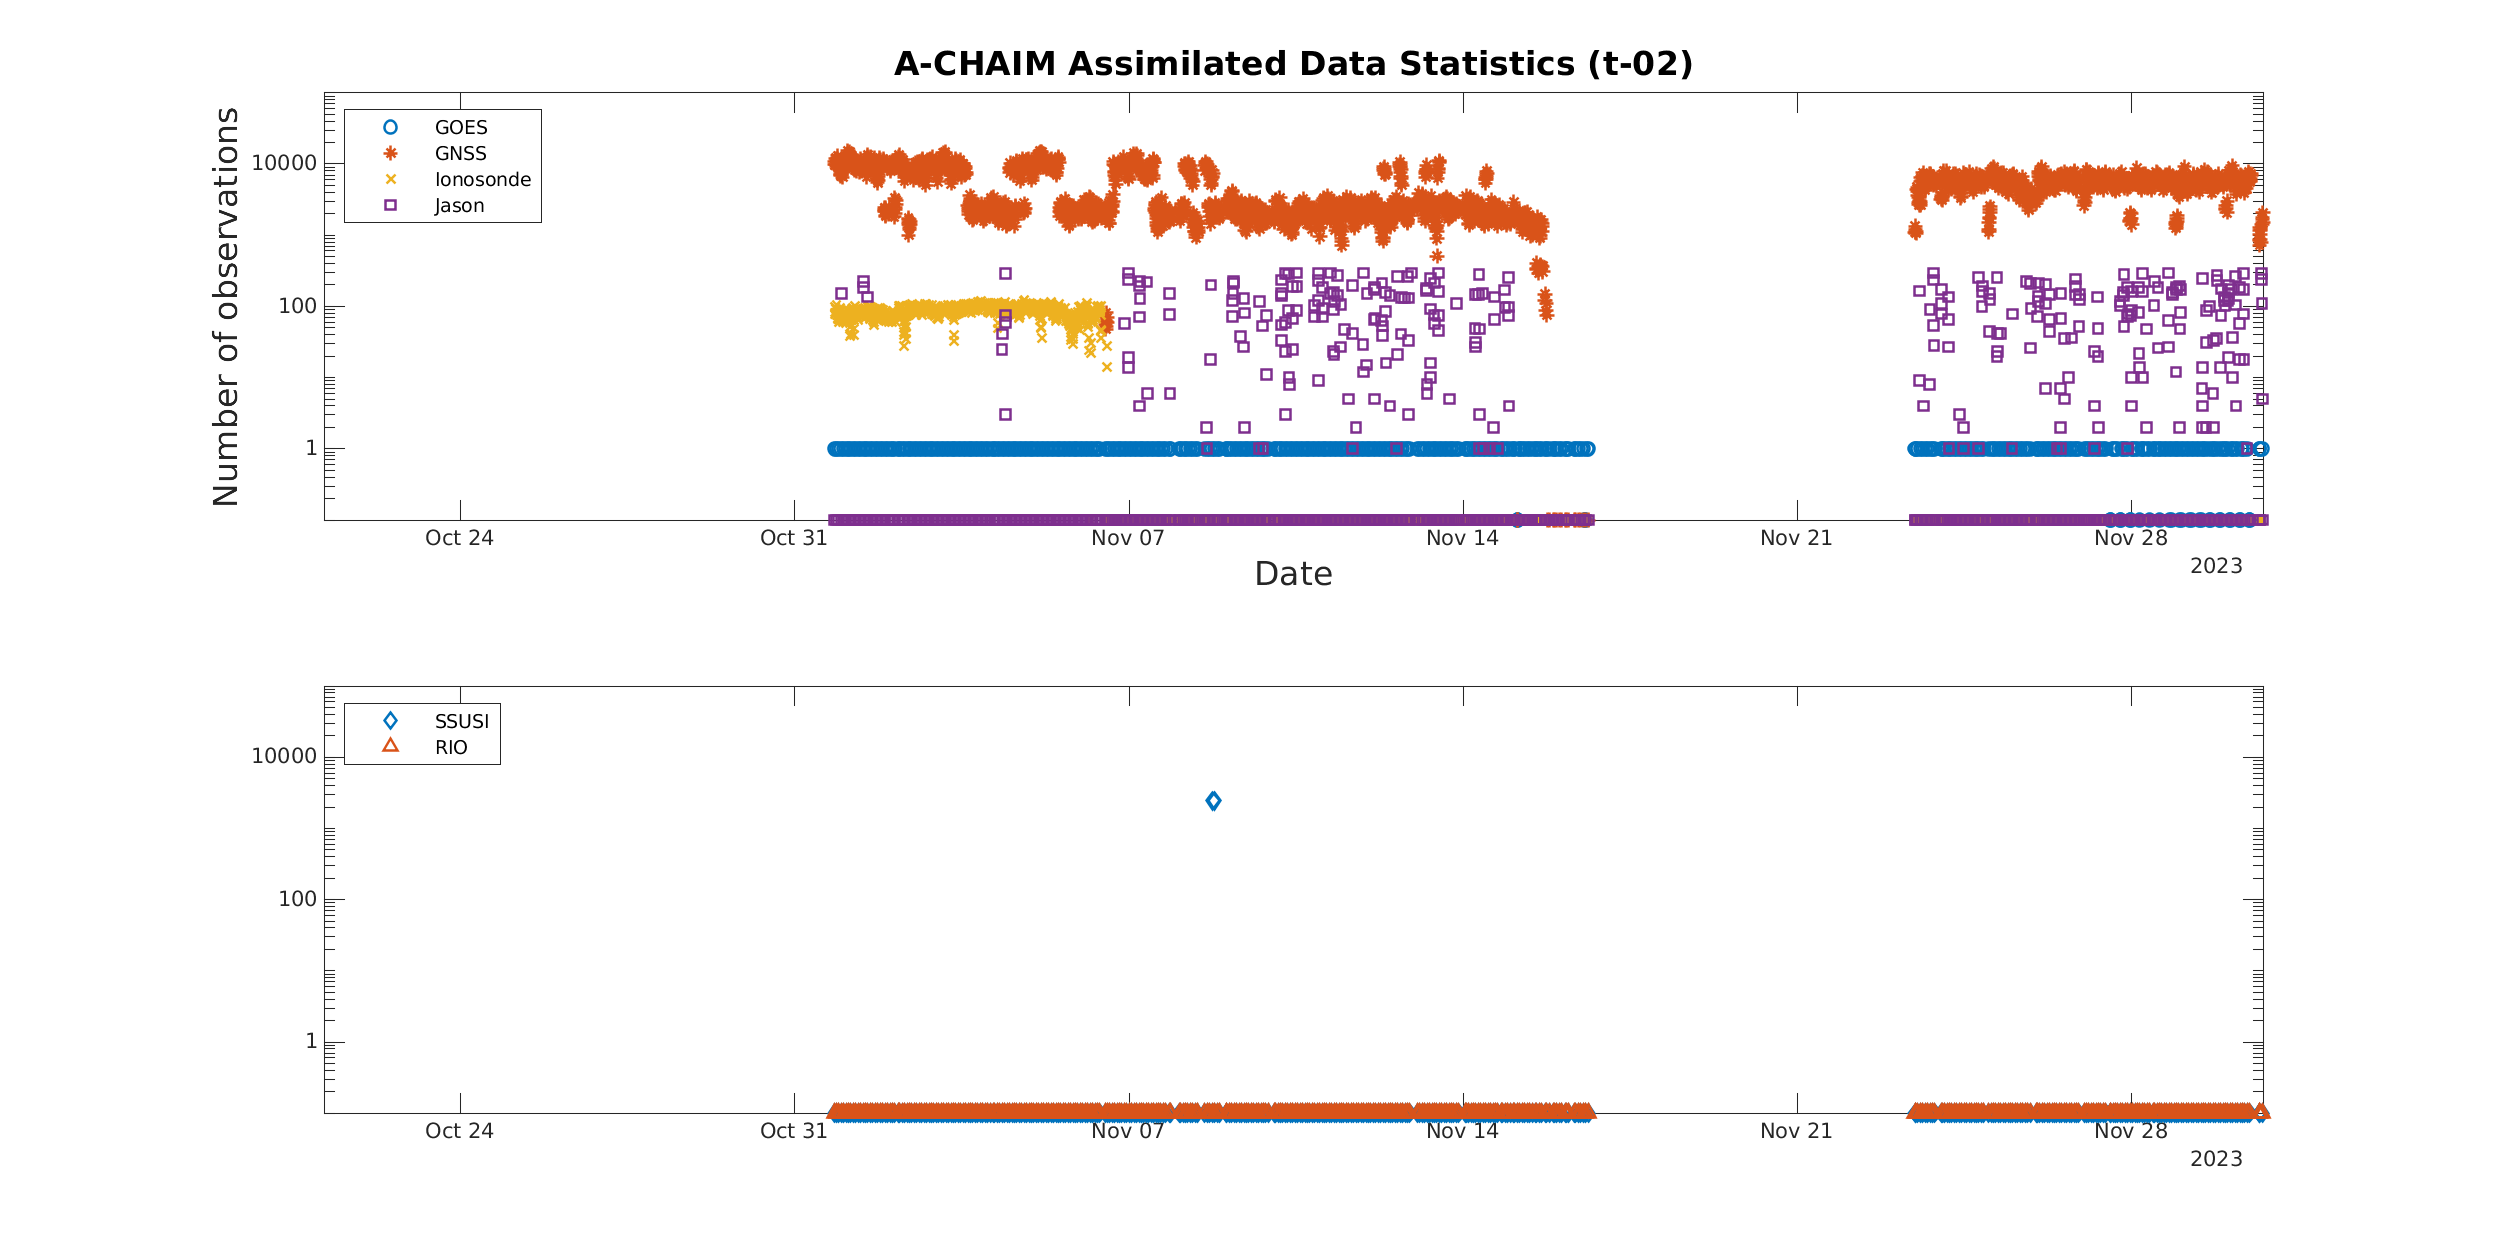 A-CHAIM Assimilated Data Statistics (t-02)
Number of observations
10000
100
1
GOES
GNSS
Ionosonde
Jason
Oct 24 Oct 31 Nov 07 Nov 14 Nov 21 Nov 28
2023
Date
10000
100
1
SSUSI
RIO
Oct 24 Oct 31 Nov 07 Nov 14 Nov 21 Nov 28
2023